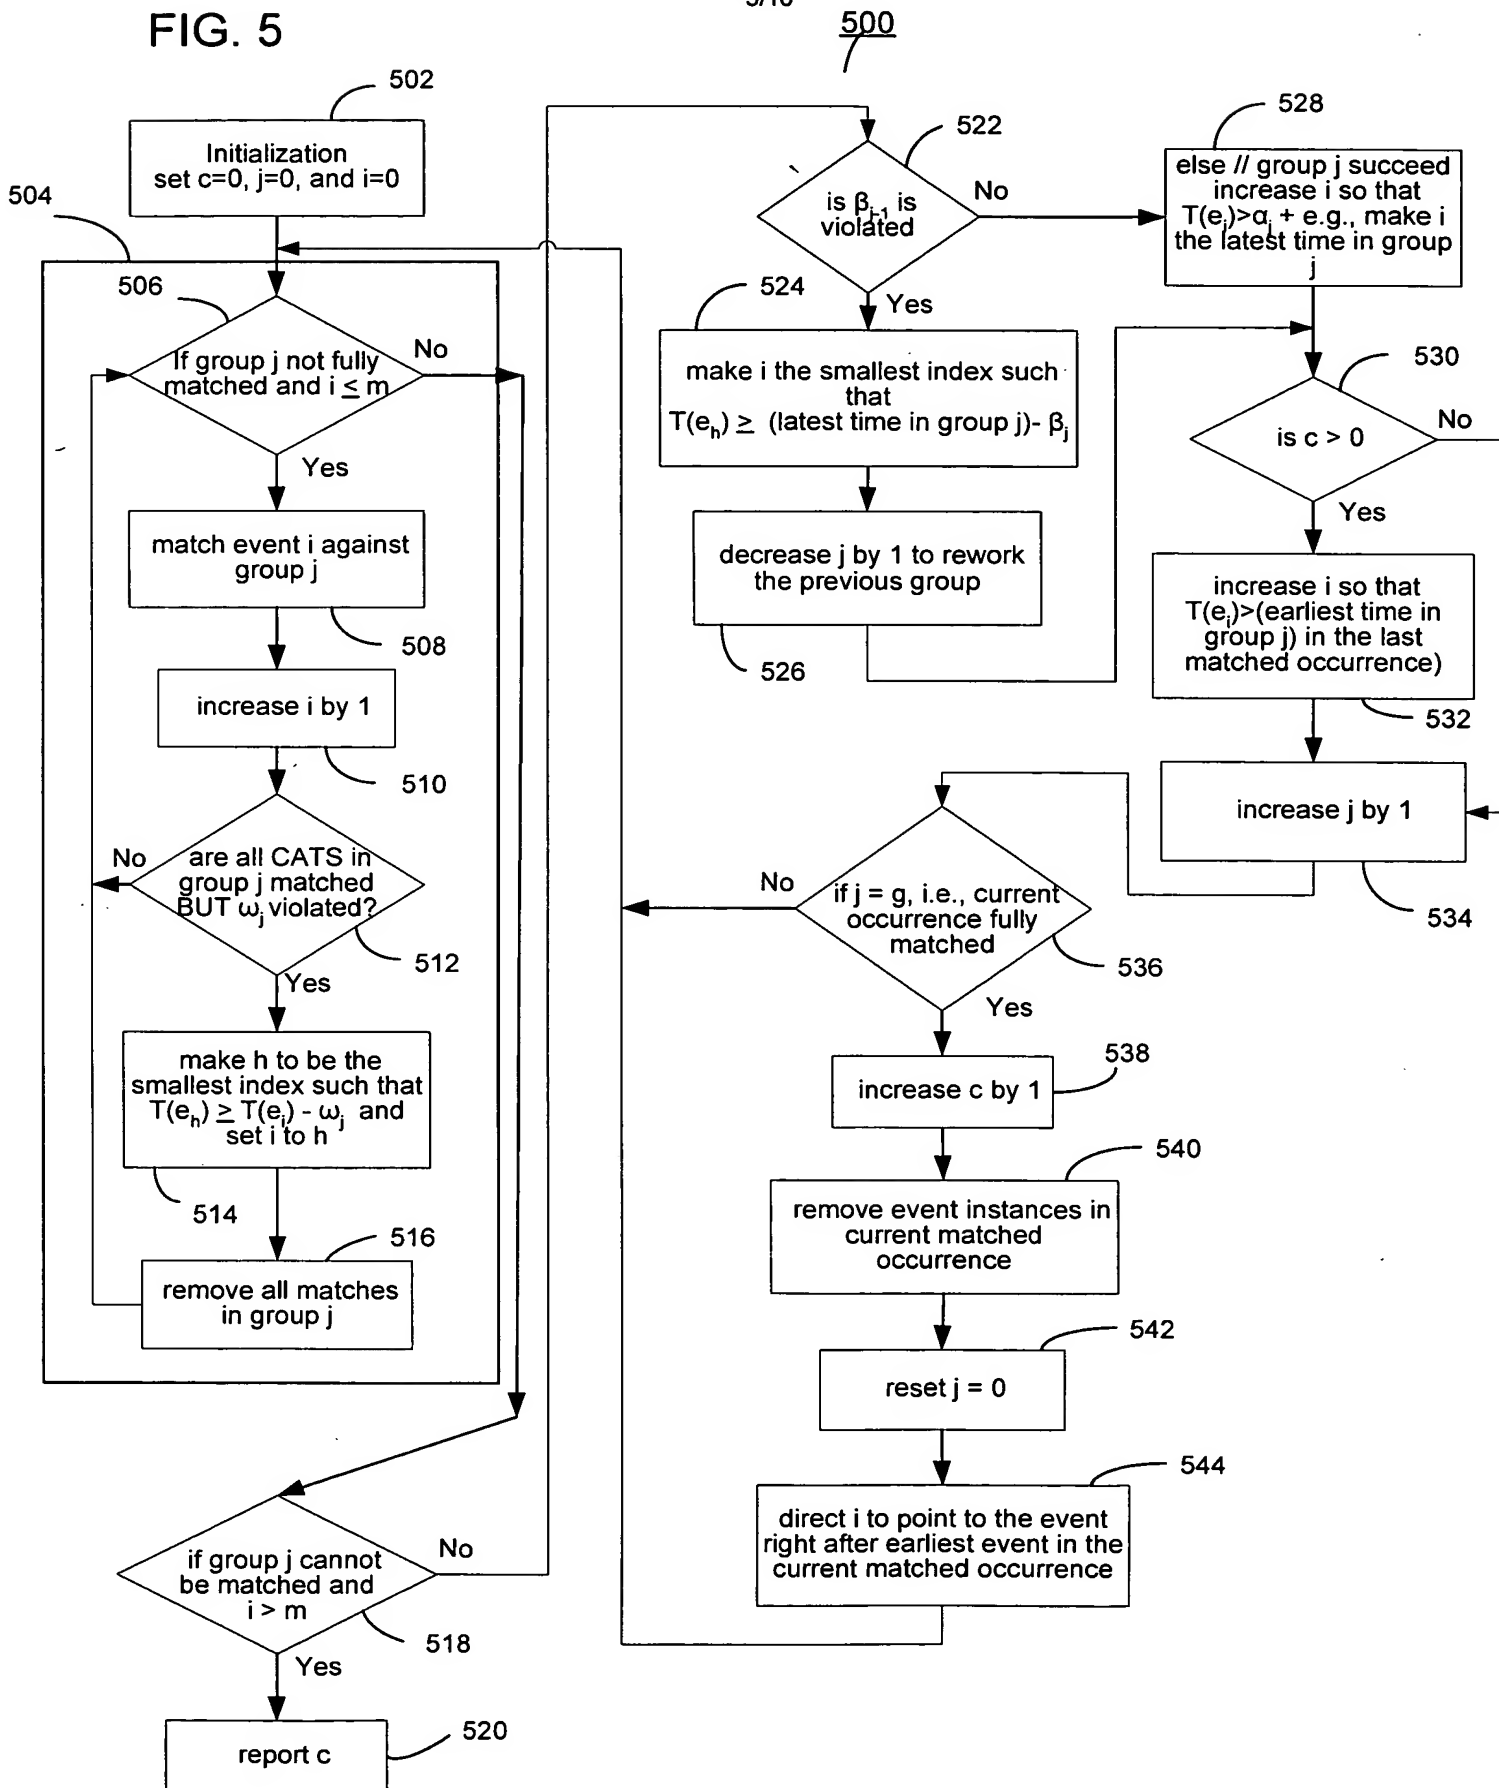 FIG. 5
500
502
Initialization
set c=0, j=0, and i=0
504
506
If group j not fully
matched and i ≤ m
No
Yes
match event i against
group j
508
increase i by 1
510
are all CATS in
group j matched
BUT ωj violated?
No
512
Yes
make h to be the
smallest index such that
T(eh) ≥ T(ei) - ωj and
set i to h
514
516
remove all matches
in group j
if group j cannot
be matched and
i > m
No
518
Yes
520
report c
522
is βj-1 is
violated
No
Yes
524
make i the smallest index such
that
T(eh) ≥ (latest time in group j)- βj
decrease j by 1 to rework
the previous group
526
528
else // group j succeed
increase i so that
T(ei)>αj + e.g., make i
the latest time in group
j
530
is c > 0
No
Yes
increase i so that
T(ei)>(earliest time in
group j) in the last
matched occurrence)
532
increase j by 1
534
if j = g, i.e., current
occurrence fully
matched
No
536
Yes
538
increase c by 1
540
remove event instances in
current matched
occurrence
542
reset j = 0
544
direct i to point to the event
right after earliest event in the
current matched occurrence